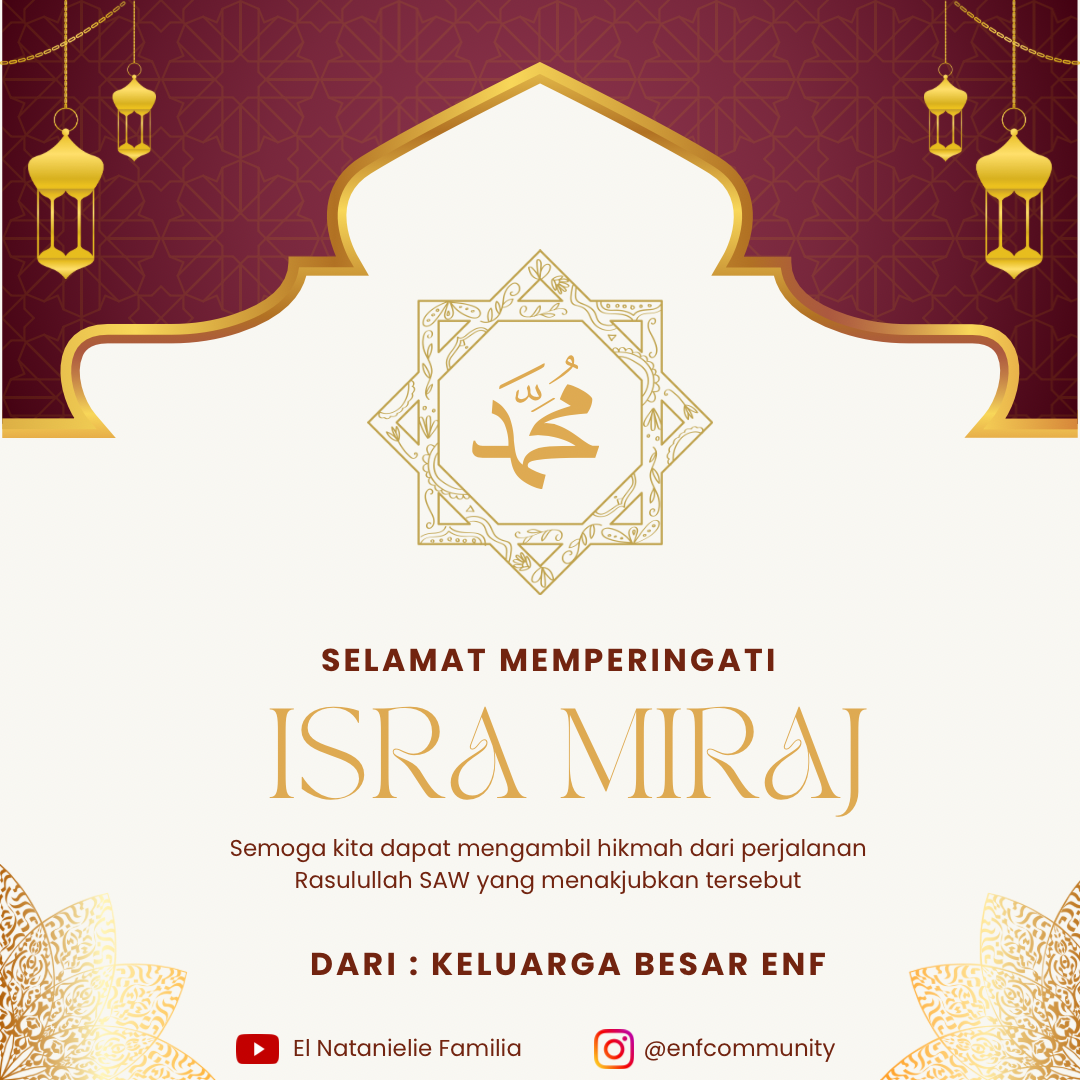 محمد
SELAMAT MEMPERINGATI
ISRA MIRAJ
Semoga kita dapat mengambil hikmah dari perjalanan
Rasulullah SAW yang menakjubkan tersebut
DARI : KELUARGA BESAR ENF
El Natanielie Familia @enfcommunity